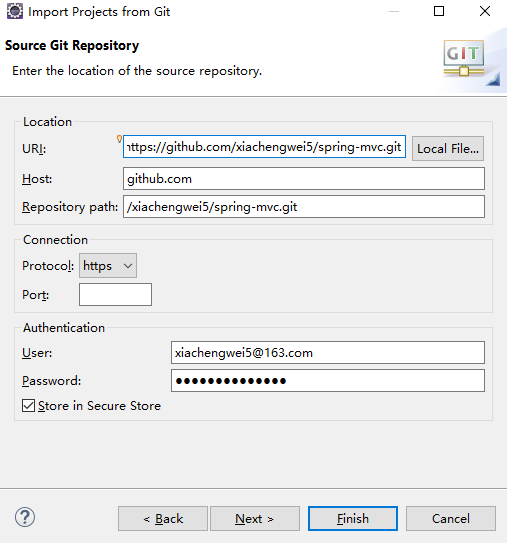 Import Projects from Git
Source Git Repository
Enter the location of the source repository.
GIT
Location
URI: https://github.com/xiachengwei5/spring-mvc.git Local File...
Host: github.com
Repository path: /xiachengwei5/spring-mvc.git
Connection
Protocol: https
Port:
Authentication
User: xiachengwei5@163.com
Password: ●●●●●●●●●●●●●●
Store in Secure Store
? < Back Next > Finish Cancel